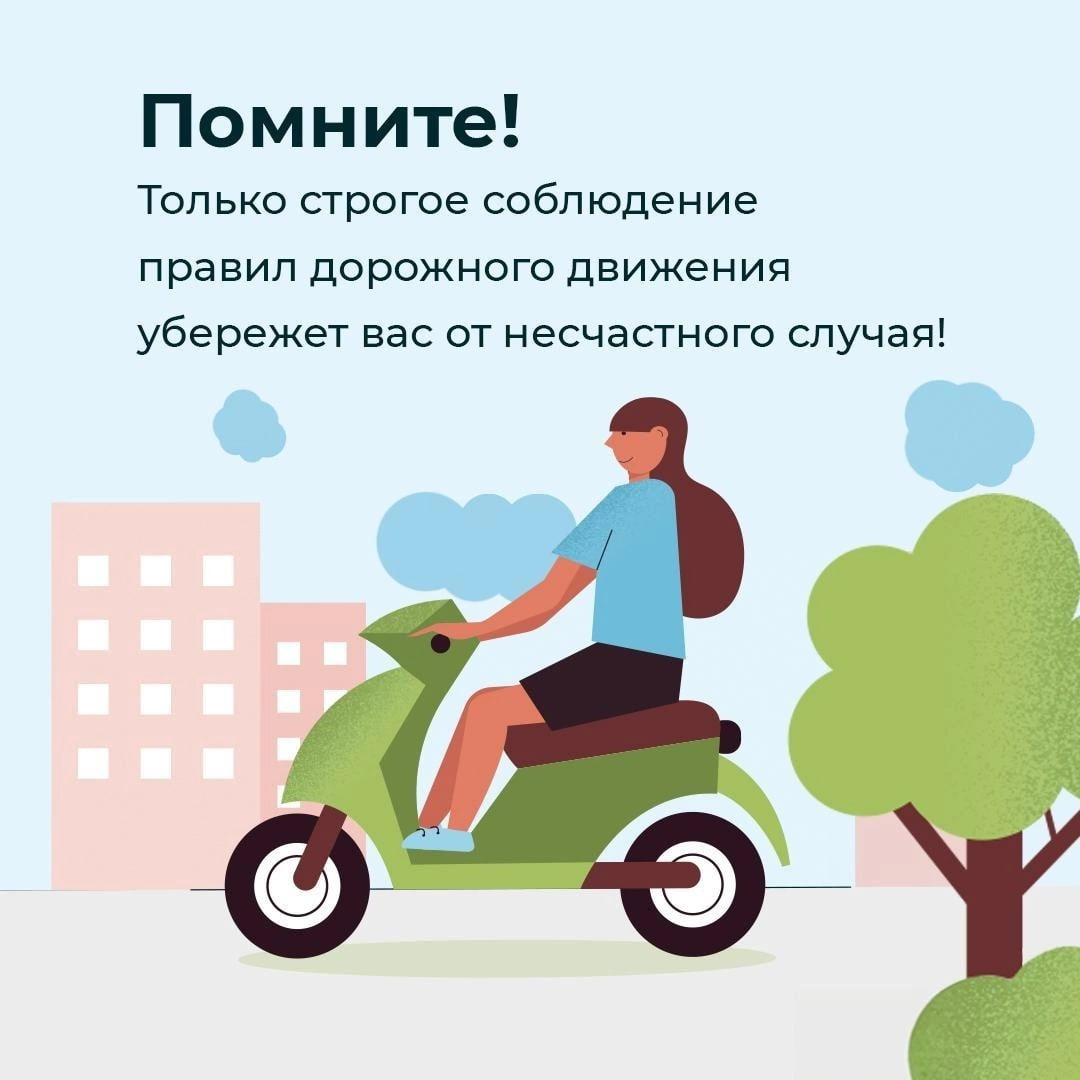 Помните!
Только строгое соблюдение
правил дорожного движения
убережет вас от несчастного случая!